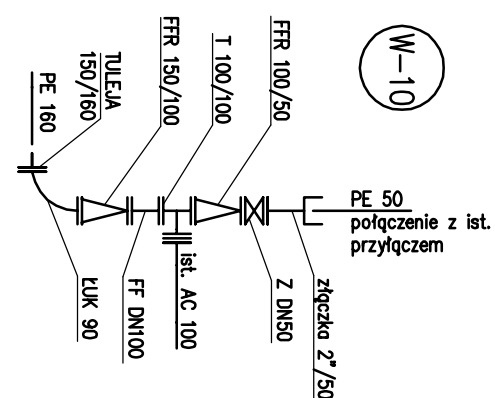 W-10
FFR 100/50
T 100/100
FFR 150/100
TULEJA
150/160
PE 160
PE 50
połączenie z ist.
przyłączem
złączka 2"/50
Z DN50
ist. AC 100
FF DN100
ŁUK 90